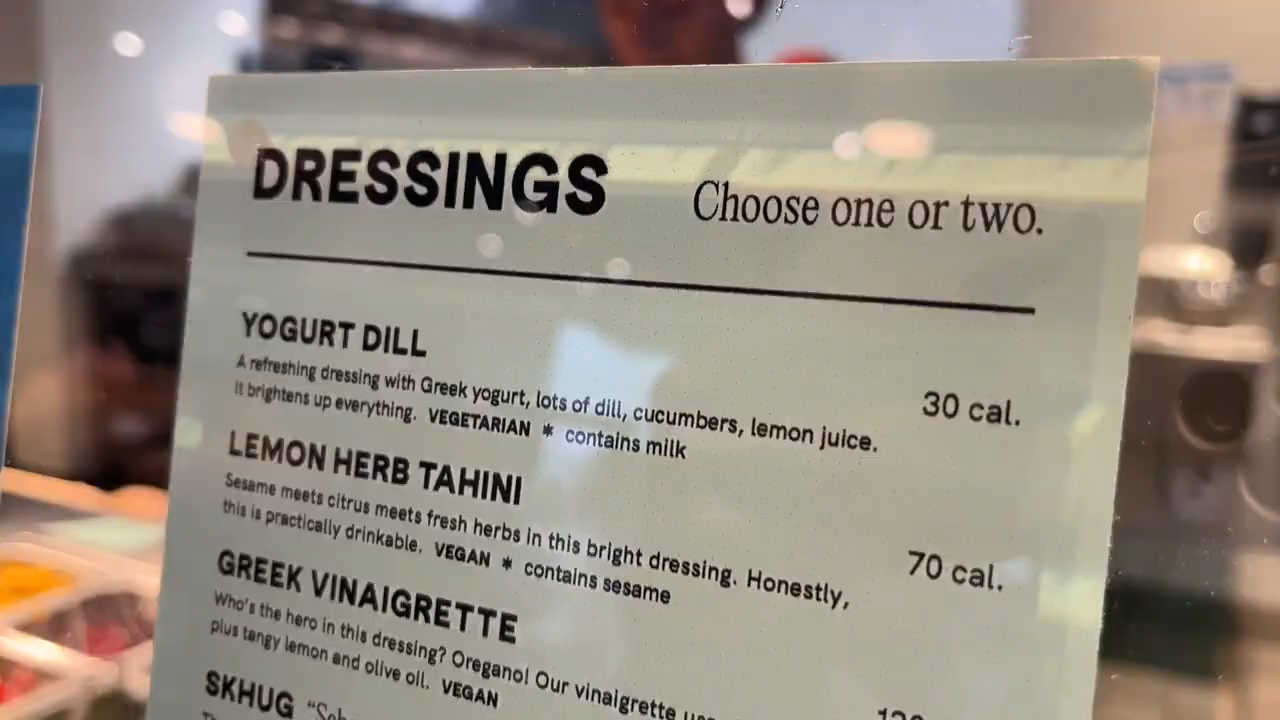 DRESSINGS Choose one or two.
YOGURT DILL
A refreshing dressing with Greek yogurt, lots of dill, cucumbers, lemon juice. 30 cal.
It brightens up everything. VEGETARIAN * contains milk
LEMON HERB TAHINI
Sesame meets citrus meets fresh herbs in this bright dressing. Honestly, 70 cal.
this is practically drinkable. VEGAN * contains sesame
GREEK VINAIGRETTE
Who's the hero in this dressing? Oregano! Our vinaigrette
plus tangy lemon and olive oil. VEGAN
SKHUG